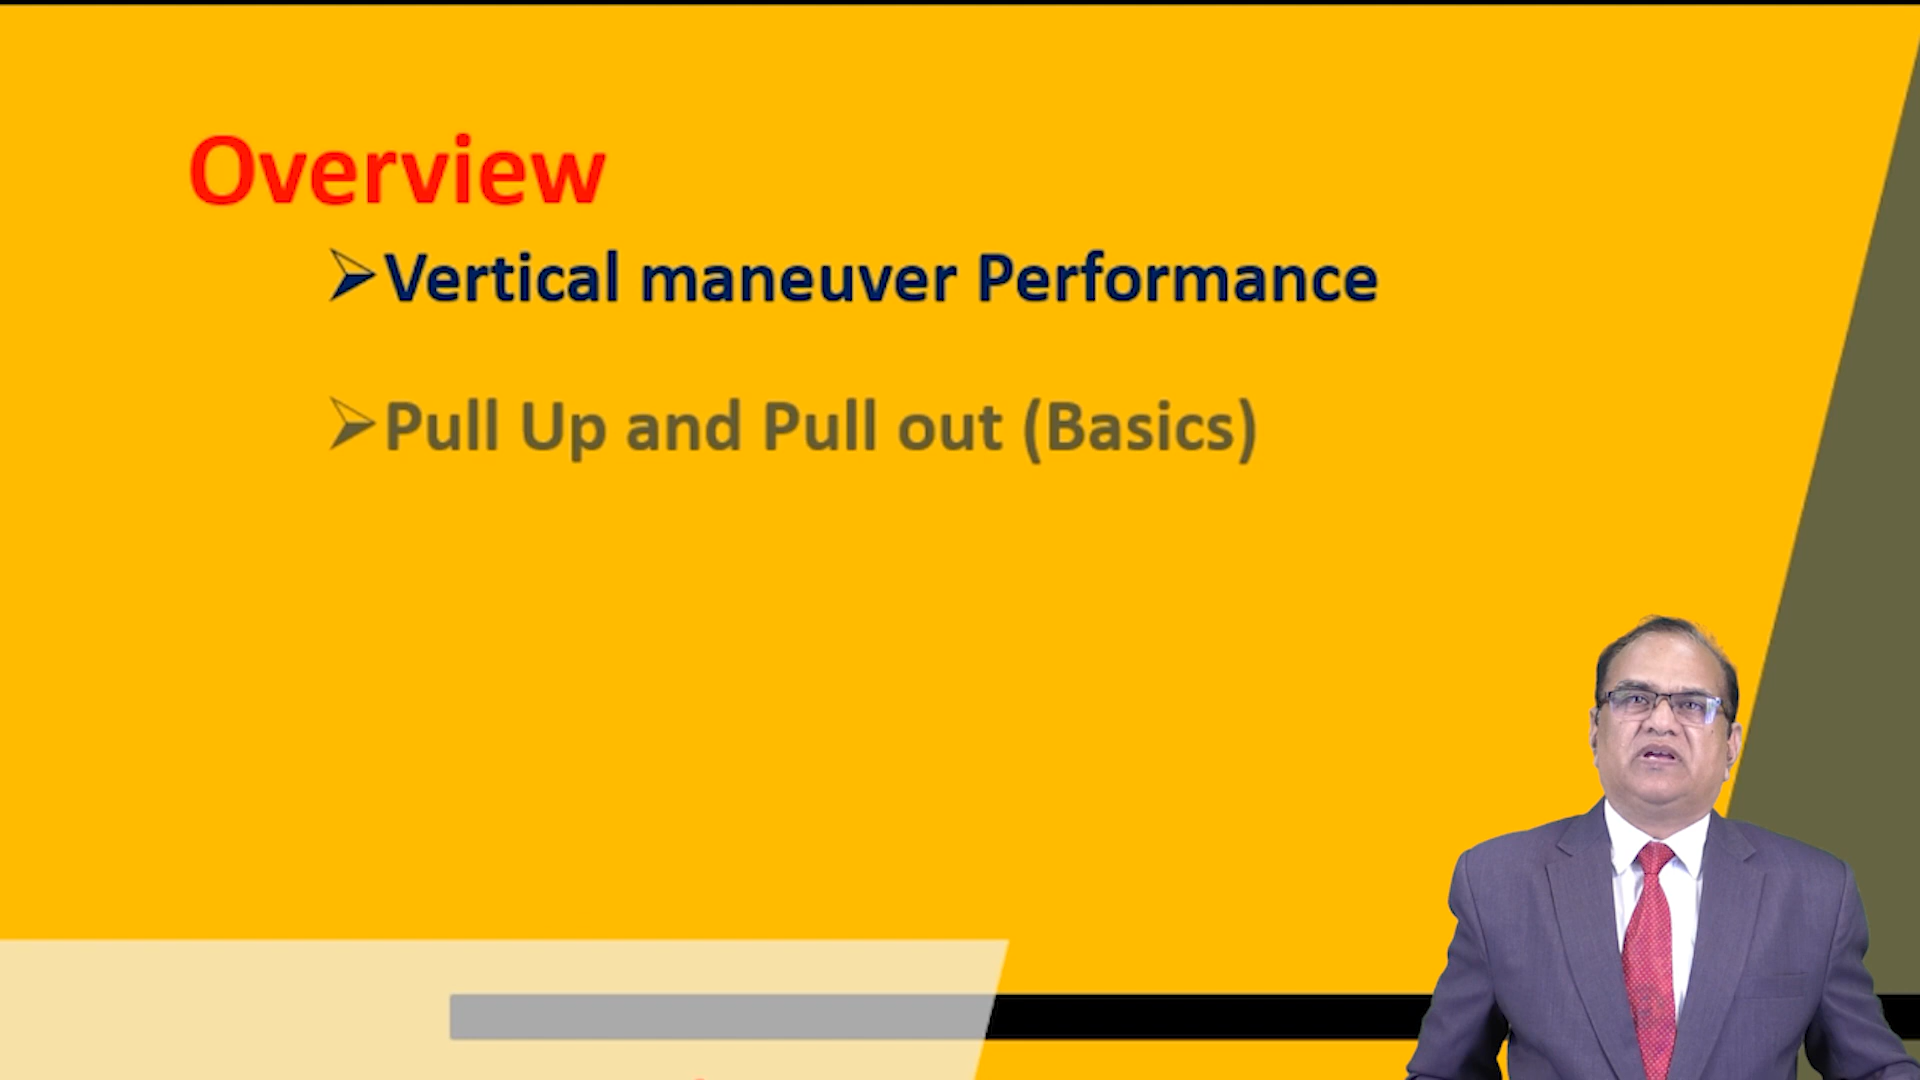 Overview
➢Vertical maneuver Performance
➢Pull Up and Pull out (Basics)